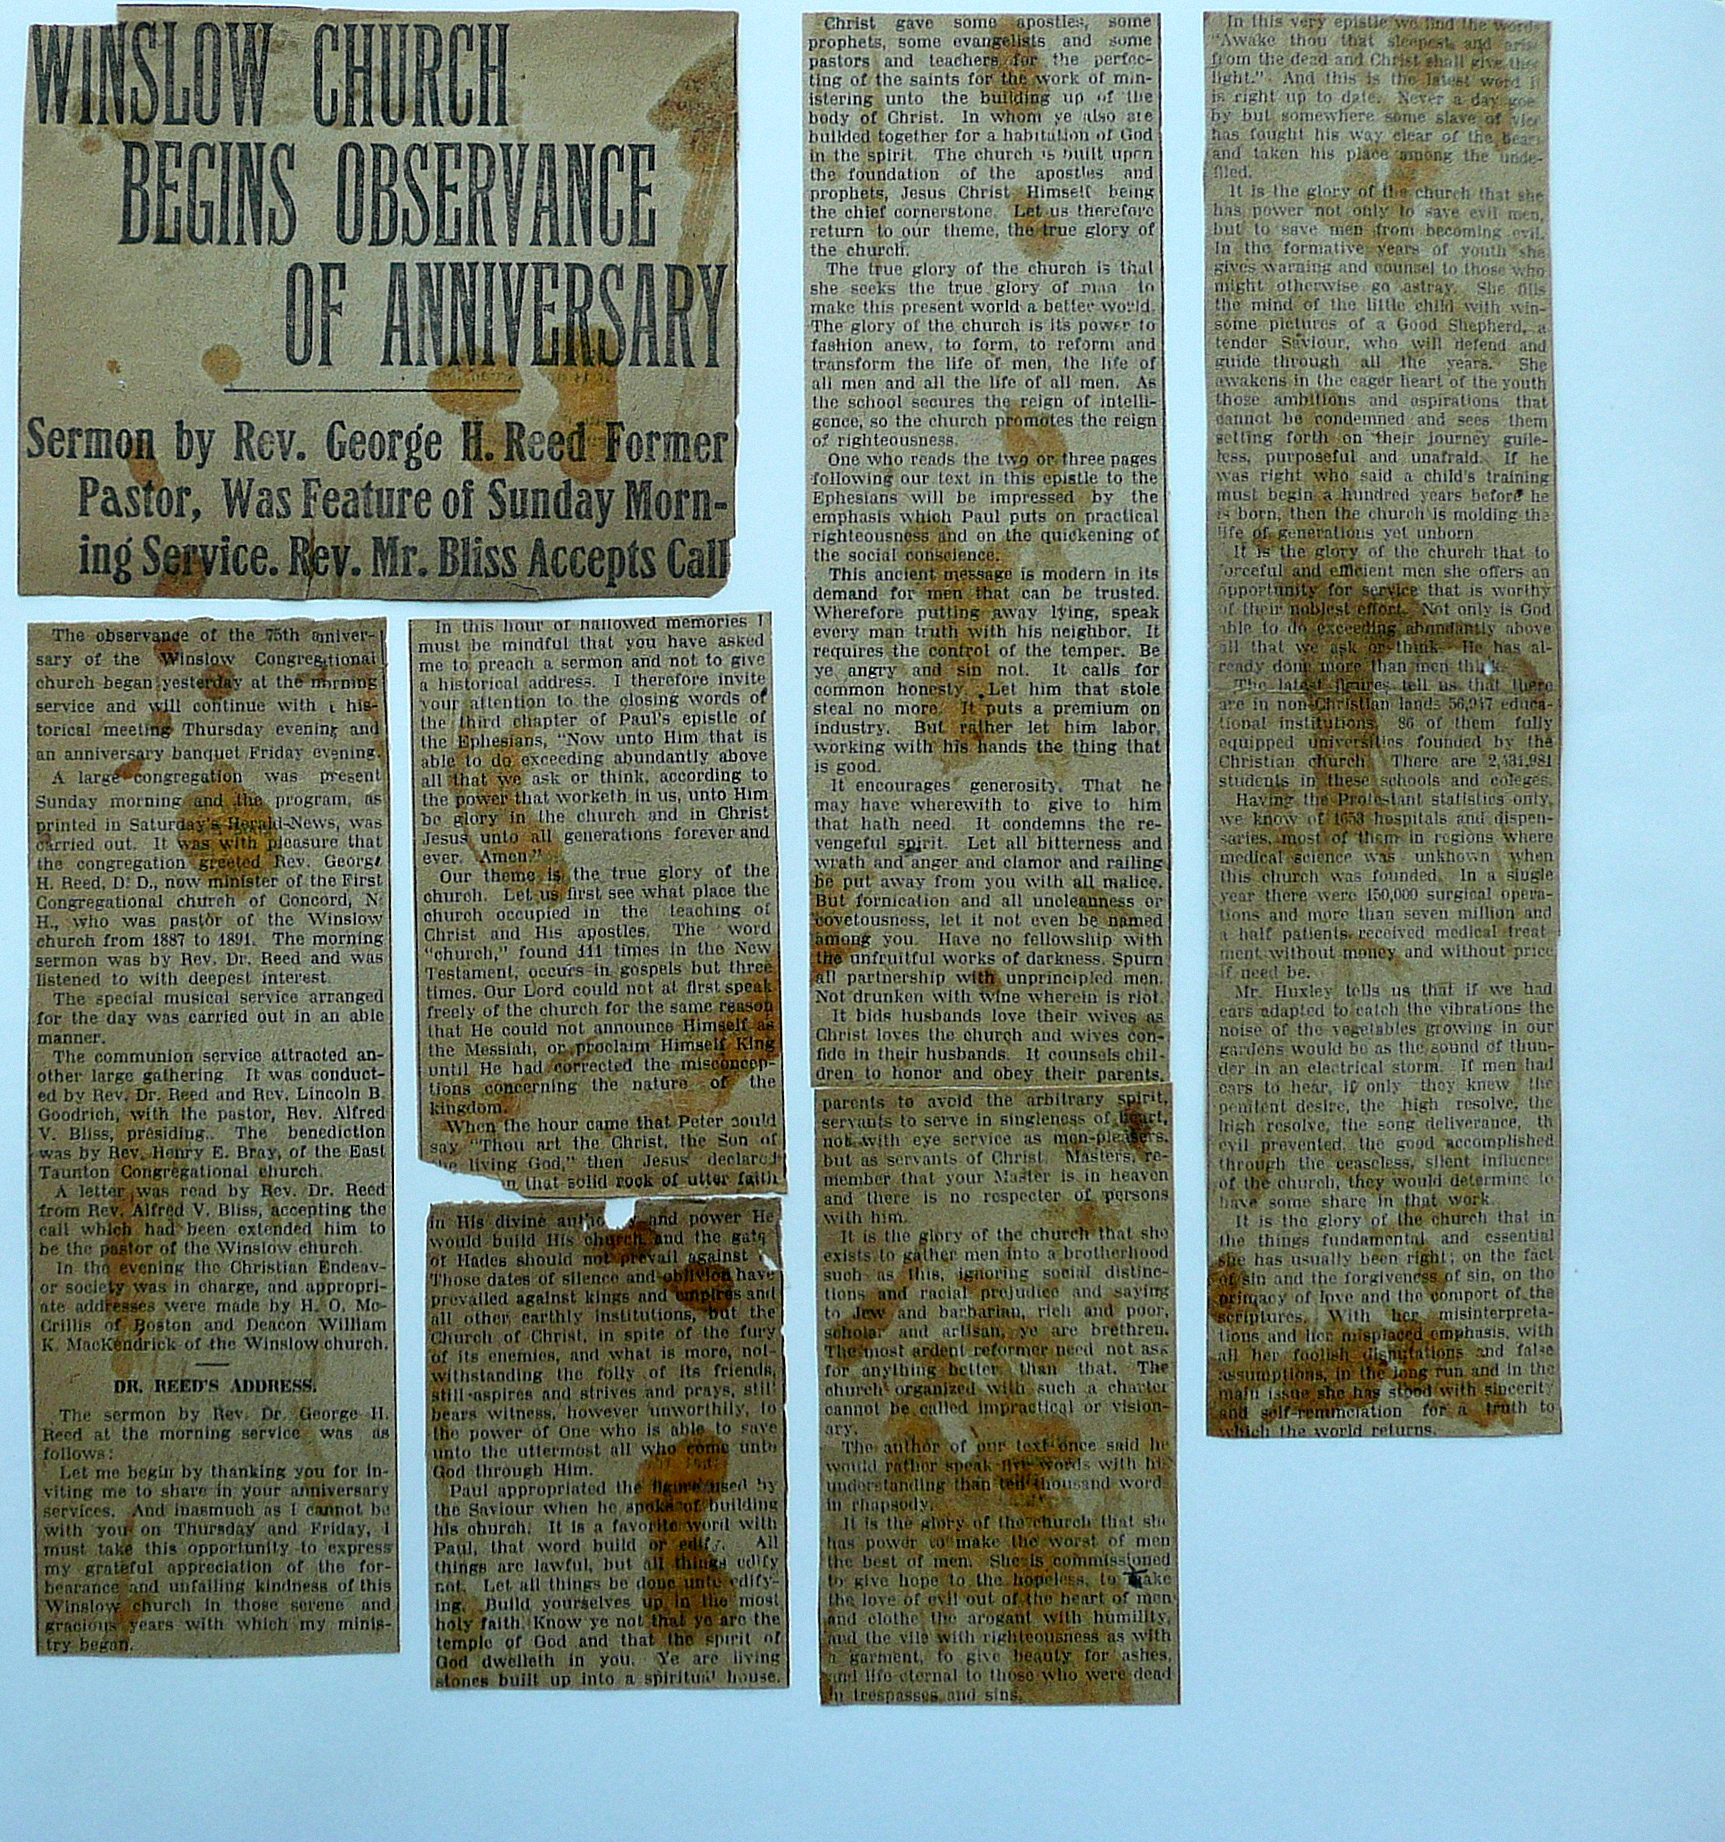 WINSLOW CHURCH
BEGINS OBSERVANCE
OF ANNIVERSARY
Sermon by Rev. George H. Reed Former
Pastor, Was Feature of Sunday Morn-
ing Service. Rev. Mr. Bliss Accepts Call
The observance of the 75th anniver-
sary of the Winslow Congregational
church began yesterday at the morning
service and will continue with a his-
torical meeting Thursday evening and
an anniversary banquet Friday evening.
A large congregation was present
Sunday morning and the program, as
printed in Saturday's Herald-News, was
carried out. It was with pleasure that
the congregation greeted Rev. George
H. Reed, D. D., now minister of the First
Congregational church of Concord, N.
H., who was pastor of the Winslow
church from 1887 to 1891. The morning
sermon was by Rev. Dr. Reed and was
listened to with deepest interest.
The special musical service arranged
for the day was carried out in an able
manner.
The communion service attracted an-
other large gathering. It was conduct-
ed by Rev. Dr. Reed and Rev. Lincoln B.
Goodrich, with the pastor, Rev. Alfred
V. Bliss, presiding. The benediction
was by Rev. Henry E. Bray, of the East
Taunton Congregational church.
A letter was read by Rev. Dr. Reed
from Rev. Alfred V. Bliss, accepting the
call which had been extended him to
be the pastor of the Winslow church.
In the evening the Christian Endeav-
or society was in charge, and appropri-
ate addresses were made by H. O. Mc-
Crillis of Boston and Deacon William
K. MacKendrick of the Winslow church.
DR. REED'S ADDRESS.
The sermon by Rev. Dr. George H.
Reed at the morning service was as
follows:
Let me begin by thanking you for in-
viting me to share in your anniversary
services. And inasmuch as I cannot be
with you on Thursday and Friday, I
must take this opportunity to express
my grateful appreciation of the for-
bearance and unfailing kindness of this
Winslow church in those serene and
gracious years with which my minis-
try began.
In this hour of hallowed memories I
must be mindful that you have asked
me to preach a sermon and not to give
a historical address. I therefore invite
your attention to the closing words of
the third chapter of Paul's epistle of
the Ephesians, "Now unto Him that is
able to do exceeding abundantly above
all that we ask or think, according to
the power that worketh in us, unto Him
be glory in the church and in Christ
Jesus unto all generations forever and
ever. Amen."
Our theme is the true glory of the
church. Let us first see what place the
church occupied in the teaching of
Christ and His apostles. The word
"church," found 111 times in the New
Testament, occurs in gospels but three
times. Our Lord could not at first speak
freely of the church for the same reason
that He could not announce Himself as
the Messiah, or proclaim Himself King
until He had corrected the misconcep-
tions concerning the nature of the
kingdom.
When the hour came that Peter could
say "Thou art the Christ, the Son of
the living God," then Jesus declared
that solid rock of utter faith
in His divine and power He
would build His church and the gate
of Hades should not prevail against
Those dates of silence and oblivion have
prevailed against kings and empires and
all other earthly institutions, but the
Church of Christ, in spite of the fury
of its enemies, and what is more, not-
withstanding the folly of its friends,
still aspires and strives and prays, still
bears witness, however unworthily, to
the power of One who is able to save
unto the uttermost all who come unto
God through Him.
Paul appropriated the figure used by
the Saviour when he spoke of building
his church. It is a favorite word with
Paul, that word build or edify. All
things are lawful, but all things edify
not. Let all things be done unto edify-
ing. Build yourselves up in the most
holy faith. Know ye not that ye are the
temple of God and that the spirit of
God dwelleth in you. Ye are living
stones built up into a spiritual house.
Christ gave some apostles, some
prophets, some evangelists and some
pastors and teachers for the perfec-
ting of the saints for the work of min-
istering unto the building up of the
body of Christ. In whom ye also are
builded together for a habitation of God
in the spirit. The church is built upon
the foundation of the apostles and
prophets, Jesus Christ Himself being
the chief cornerstone. Let us therefore
return to our theme, the true glory of
the church.
The true glory of the church is that
she seeks the true glory of man to
make this present world a better world.
The glory of the church is its power to
fashion anew, to form, to reform and
transform the life of men, the life of
all men and all the life of all men. As
the school secures the reign of intelli-
gence, so the church promotes the reign
of righteousness.
One who reads the two or three pages
following our text in this epistle to the
Ephesians will be impressed by the
emphasis which Paul puts on practical
righteousness and on the quickening of
the social conscience.
This ancient message is modern in its
demand for men that can be trusted.
Wherefore putting away lying, speak
every man truth with his neighbor. It
requires the control of the temper. Be
ye angry and sin not. It calls for
common honesty. Let him that stole
steal no more. It puts a premium on
industry. But rather let him labor,
working with his hands the thing that
is good.
It encourages generosity. That he
may have wherewith to give to him
that hath need. It condemns the re-
vengeful spirit. Let all bitterness and
wrath and anger and clamor and railing
be put away from you with all malice.
But fornication and all uncleanness or
covetousness, let it not even be named
among you. Have no fellowship with
the unfruitful works of darkness. Spurn
all partnership with unprincipled men.
Not drunken with wine wherein is riot.
It bids husbands love their wives as
Christ loves the church and wives con-
fide in their husbands. It counsels chil-
dren to honor and obey their parents,
parents to avoid the arbitrary spirit,
servants to serve in singleness of heart,
not with eye service as men-pleasers,
but as servants of Christ. Masters, re-
member that your Master is in heaven
and there is no respecter of persons
with him.
It is the glory of the church that she
exists to gather men into a brotherhood
such as this, ignoring social distinc-
tions and racial prejudice and saying
to Jew and barbarian, rich and poor,
scholar and artisan, ye are brethren.
The most ardent reformer need not ask
for anything better than that. The
church organized with such a charter
cannot be called impractical or vision-
ary.
The author of our text once said he
would rather speak five words with his
understanding than ten thousand word
in rhapsody.
It is the glory of the church that she
has power to make the worst of men
the best of men. She is commissioned
to give hope to the hopeless, to take
the love of evil out of the heart of men
and clothe the arogant with humility,
and the vile with righteousness as with
a garment, to give beauty for ashes,
and life eternal to those who were dead
in trespasses and sins.
In this very epistle we find the words
"Awake thou that sleepest and arise
from the dead and Christ shall give thee
light." And this is the latest word it
is right up to date. Never a day goe
by but somewhere some slave of vice
has fought his way clear of the beas
and taken his place among the unde-
filed.
It is the glory of the church that she
has power not only to save evil men,
but to save men from becoming evil.
In the formative years of youth she
gives warning and counsel to those who
might otherwise go astray. She fills
the mind of the little child with win-
some pictures of a Good Shepherd, a
tender Saviour, who will defend and
guide through all the years. She
awakens in the eager heart of the youth
those ambitions and aspirations that
cannot be condemned and sees them
setting forth on their journey guile-
less, purposeful and unafraid. If he
was right who said a child's training
must begin a hundred years before he
is born, then the church is molding the
life of generations yet unborn
It is the glory of the church that to
forceful and efficient men she offers an
opportunity for service that is worthy
of their noblest effort. Not only is God
able to do exceeding abundantly above
all that we ask or think. He has al-
ready done more than men think.
The latest figures tell us that there
are in non-Christian lands 56,947 educa-
tional institutions, 86 of them fully
equipped universities founded by the
Christian church. There are 2,431,981
students in these schools and coleges.
Having the Protestant statistics only,
we know of 1653 hospitals and dispen-
saries, most of them in regions where
medical science was unknown when
this church was founded. In a single
year there were 150,000 surgical opera-
tions and more than seven million and
a half patients received medical treat
ment without money and without price
if need be.
Mr. Huxley tells us that if we had
ears adapted to catch the vibrations the
noise of the vegetables growing in our
gardens would be as the sound of thun-
der in an electrical storm. If men had
ears to hear, if only they knew the
penitent desire, the high resolve, the
high resolve, the song deliverance, th
evil prevented, the good accomplished
through the ceaseless, silent influence
of the church, they would determine to
have some share in that work.
It is the glory of the church that in
the things fundamental and essential
she has usually been right; on the fact
of sin and the forgiveness of sin, on the
primacy of love and the comport of the
scriptures. With her misinterpreta-
tions and her misplaced emphasis, with
all her foolish disputations and false
assumptions, in the long run and in the
main issue she has stood with sincerity
and self-renunciation for a truth to
which the world returns.